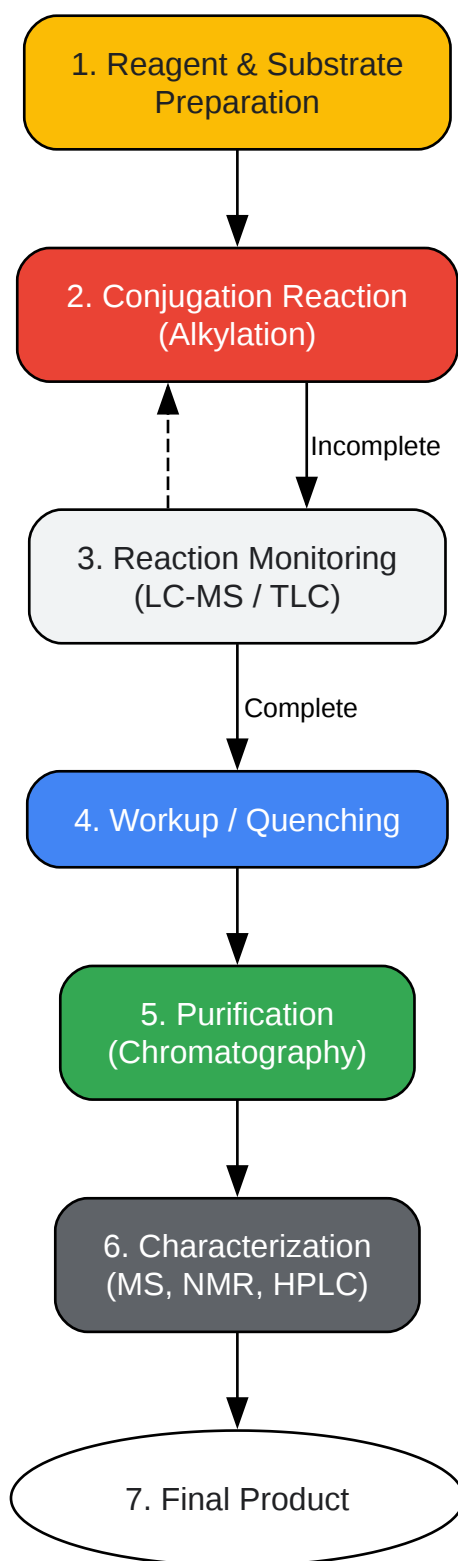 1. Reagent & Substrate
Preparation
2. Conjugation Reaction
(Alkylation)
Incomplete
3. Reaction Monitoring
(LC-MS / TLC)
Complete
4. Workup / Quenching
5. Purification
(Chromatography)
6. Characterization
(MS, NMR, HPLC)
7. Final Product